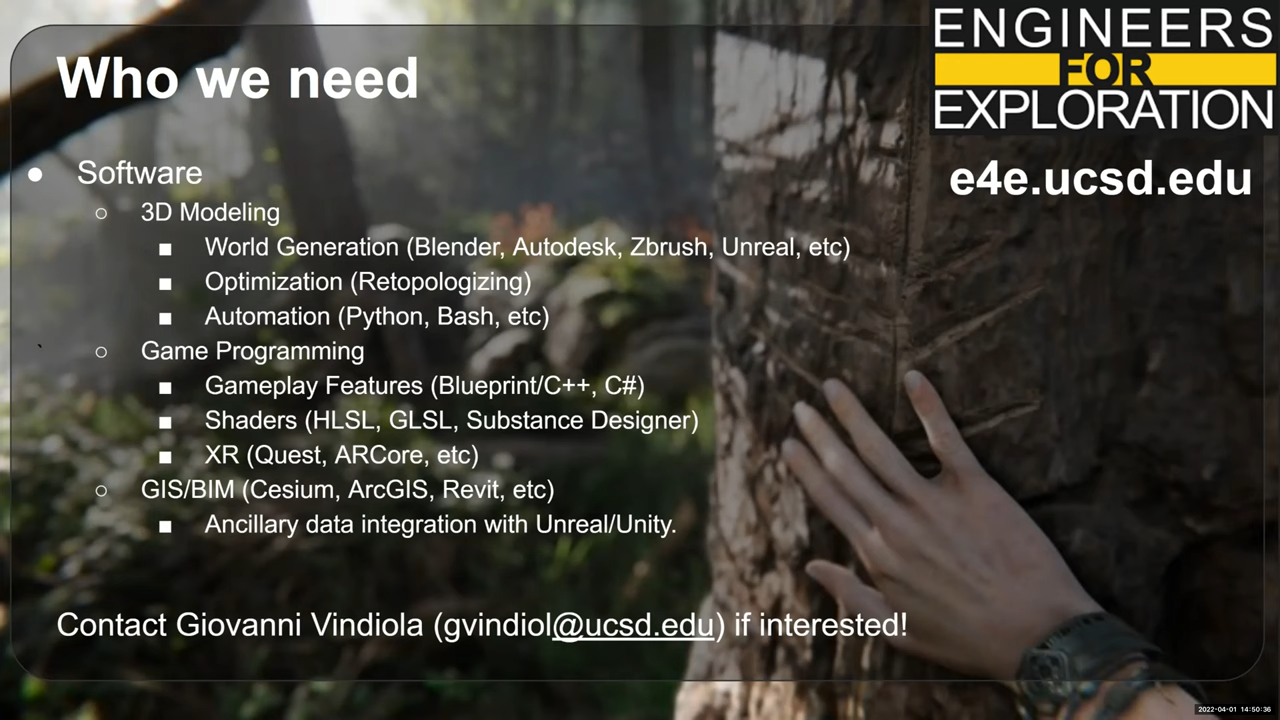 ENGINEERS
FOR
EXPLORATION
e4e.ucsd.edu
Who we need
● Software
○ 3D Modeling
■ World Generation (Blender, Autodesk, Zbrush, Unreal, etc)
■ Optimization (Retopologizing)
■ Automation (Python, Bash, etc)
○ Game Programming
■ Gameplay Features (Blueprint/C++, C#)
■ Shaders (HLSL, GLSL, Substance Designer)
■ XR (Quest, ARCore, etc)
○ GIS/BIM (Cesium, ArcGIS, Revit, etc)
■ Ancillary data integration with Unreal/Unity.
Contact Giovanni Vindiola (gvindiol@ucsd.edu) if interested!
2022-04-01 14:50:36